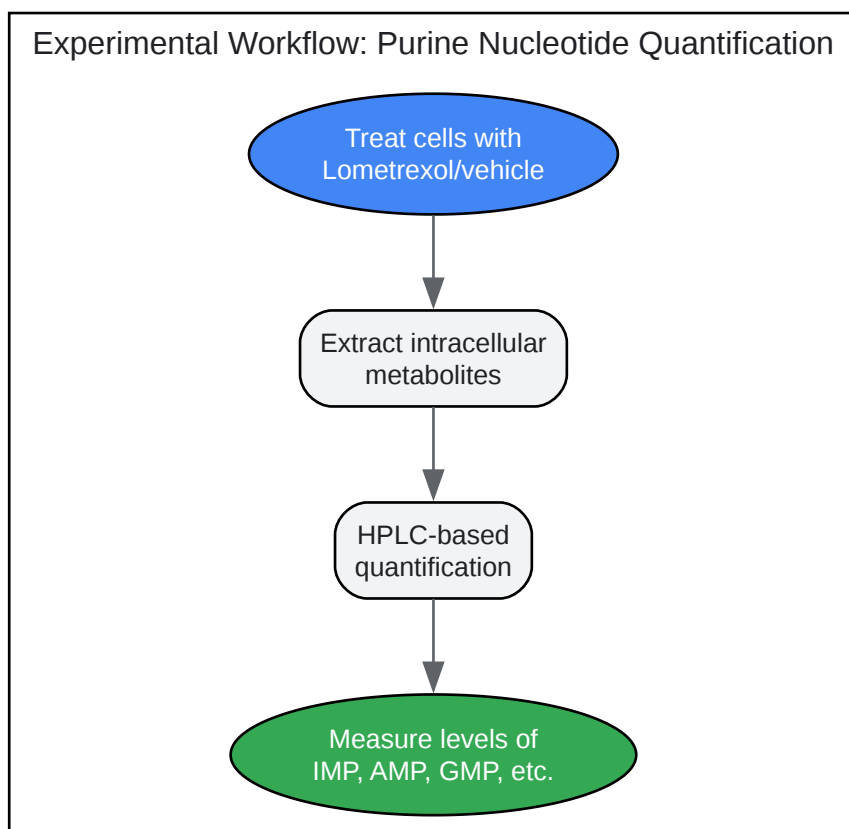 Experimental Workflow: Purine Nucleotide Quantification
Treat cells with
Lometrexol/vehicle
Extract intracellular
metabolites
HPLC-based
quantification
Measure levels of
IMP, AMP, GMP, etc.